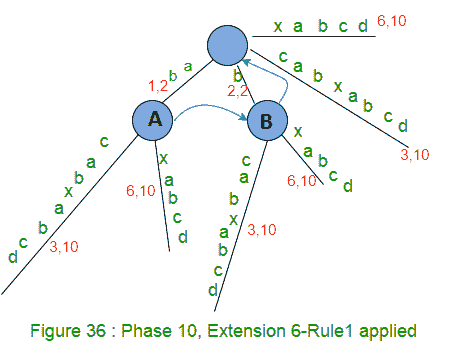 x a b c d 6,10
a b
1,2
b
2,2
c a b x a b c d
3,10
A
B
c a b x a b c d
3,10
x a b c d
6,10
c a b x a b c d
3,10
x a b c d
6,10
Figure 36 : Phase 10, Extension 6-Rule1 applied